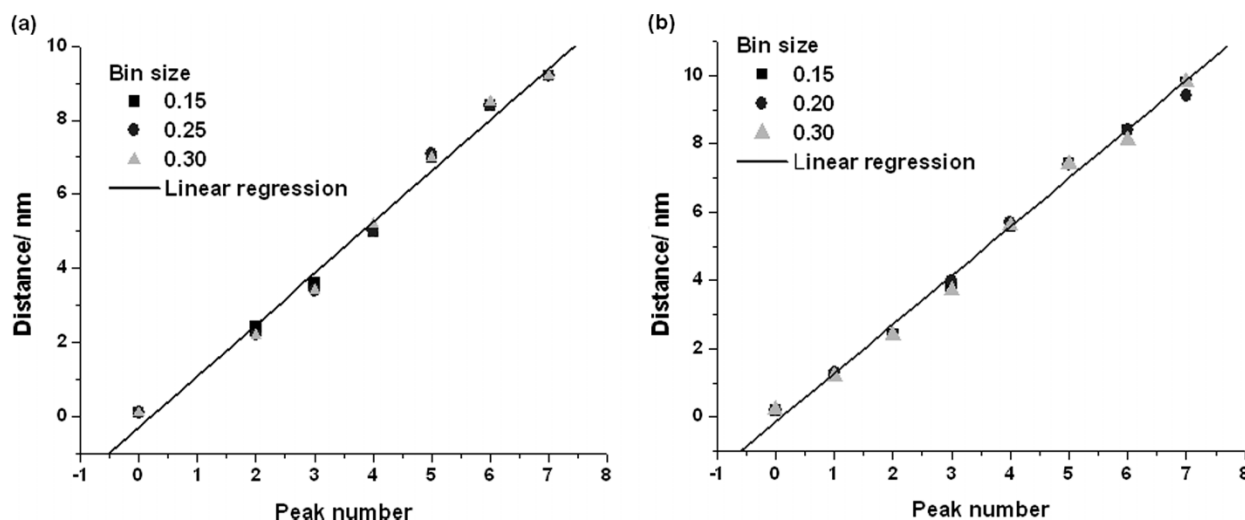 (a)
10
8
6
4
2
0
Distance/ nm
Bin size
0.15
0.25
0.30
Linear regression
-1 0 1 2 3 4 5 6 7 8
Peak number
(b)
10
8
6
4
2
0
Distance/ nm
Bin size
0.15
0.20
0.30
Linear regression
-1 0 1 2 3 4 5 6 7 8
Peak number